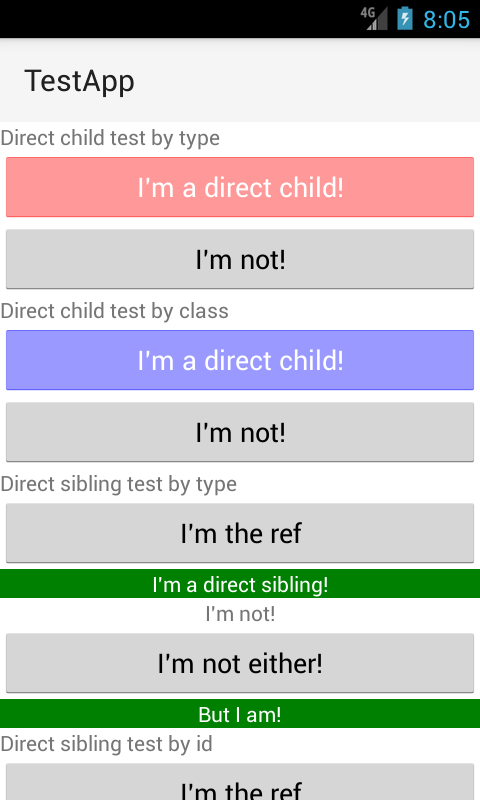 4G 8:05
TestApp
Direct child test by type
I'm a direct child!
I'm not!
Direct child test by class
I'm a direct child!
I'm not!
Direct sibling test by type
I'm the ref
I'm a direct sibling!
I'm not!
I'm not either!
But I am!
Direct sibling test by id
I'm the ref